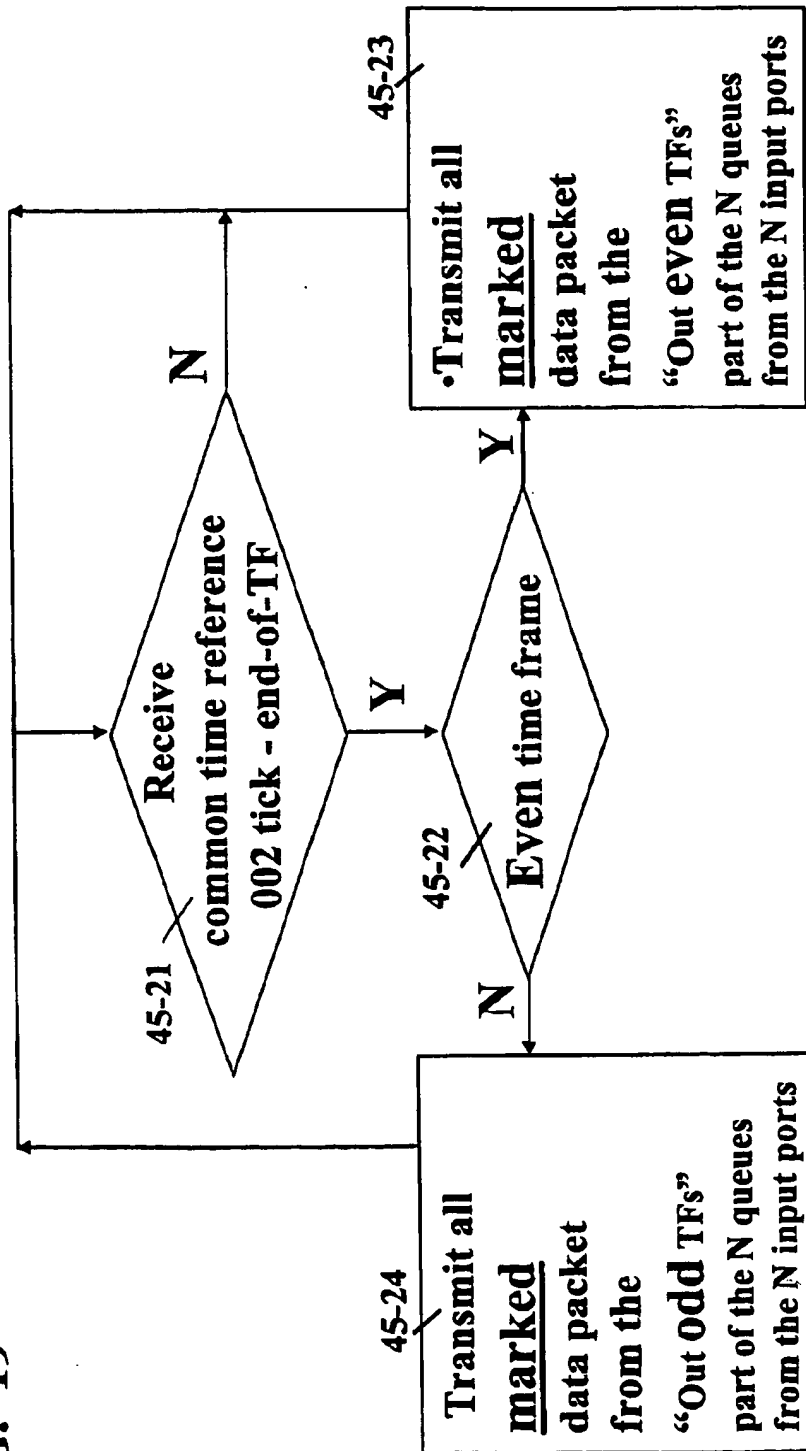 45-21
Receive
common time reference
002 tick - end-of-TF
N
Y
45-22
Even time frame
N
Y
45-24
Transmit all
marked
data packet
from the
“Out odd TFs”
part of the N queues
from the N input ports
45-23
•Transmit all
marked
data packet
from the
“Out even TFs”
part of the N queues
from the N input ports